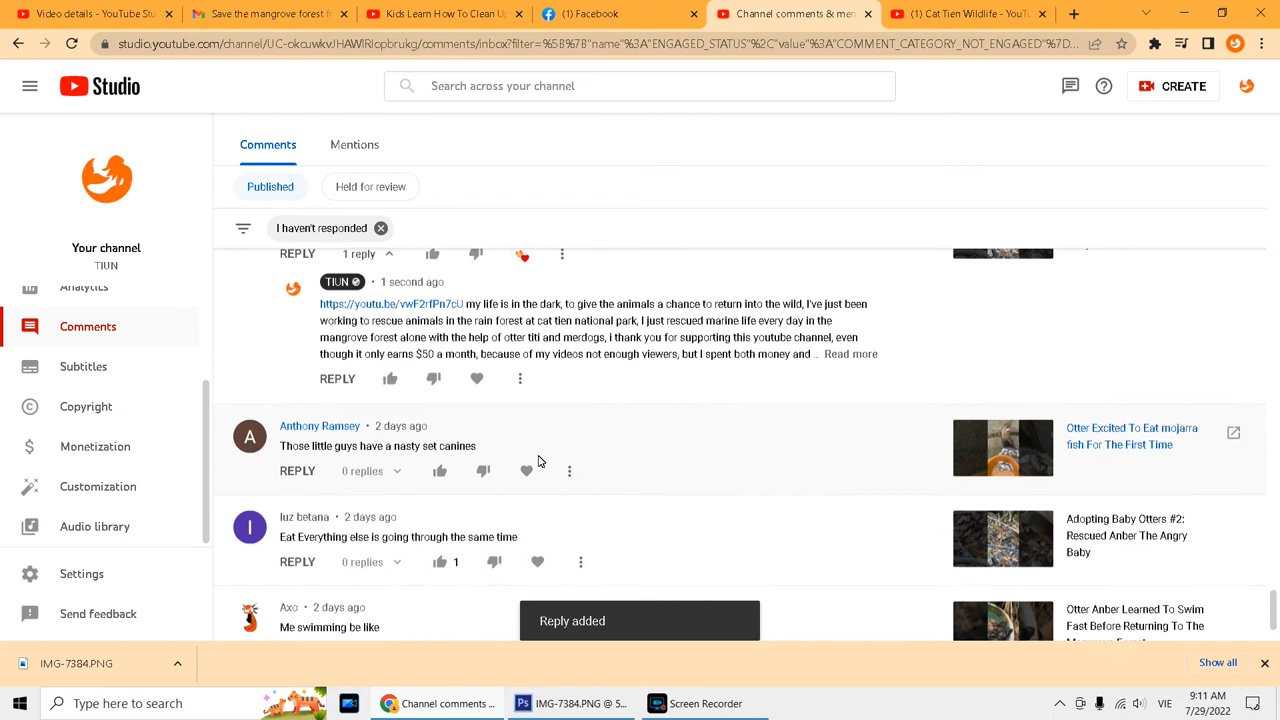 YouTube Stu
Save the mangrove forest f
Kids Learn How To Clean Up
(1) Facebook
Channel comments & men
(1) Cat Tien Wildlife - YouTu
Studio
Search across your channel
CREATE
Your channel
TIUN
Analytics
Comments
Subtitles
Copyright
Monetization
Customization
Audio library
Settings
Send feedback
Comments
Mentions
Published
Held for review
I haven't responded
REPLY
1 reply
TIUN
• 1 second ago
https://youtu.be/vwF2rfPn7cU my life is in the dark, to give the animals a chance to return into the wild, I've just been
working to rescue animals in the rain forest at cat tien national park, I just rescued marine life every day in the
mangrove forest alone with the help of otter titi and merdogs, i thank you for supporting this youtube channel, even
though it only earns $50 a month, because of my videos not enough viewers, but I spent both money and ... Read more
REPLY
A
Anthony Ramsey • 2 days ago
Those little guys have a nasty set canines
REPLY
0 replies
Otter Excited To Eat mojarra
fish For The First Time
luz betana • 2 days ago
Eat Everything else is going through the same time
REPLY
0 replies
1
Adopting Baby Otters #2:
Rescued Anber The Angry
Baby
Axo • 2 days ago
Me swimming be like
Otter Anber Learned To Swim
Fast Before Returning To The
Reply added
IMG-7384.PNG
Show all
Type here to search
Channel comments ...
Ps
IMG-7384.PNG @ 5...
Screen Recorder
VIE
9:11 AM
7/29/2022